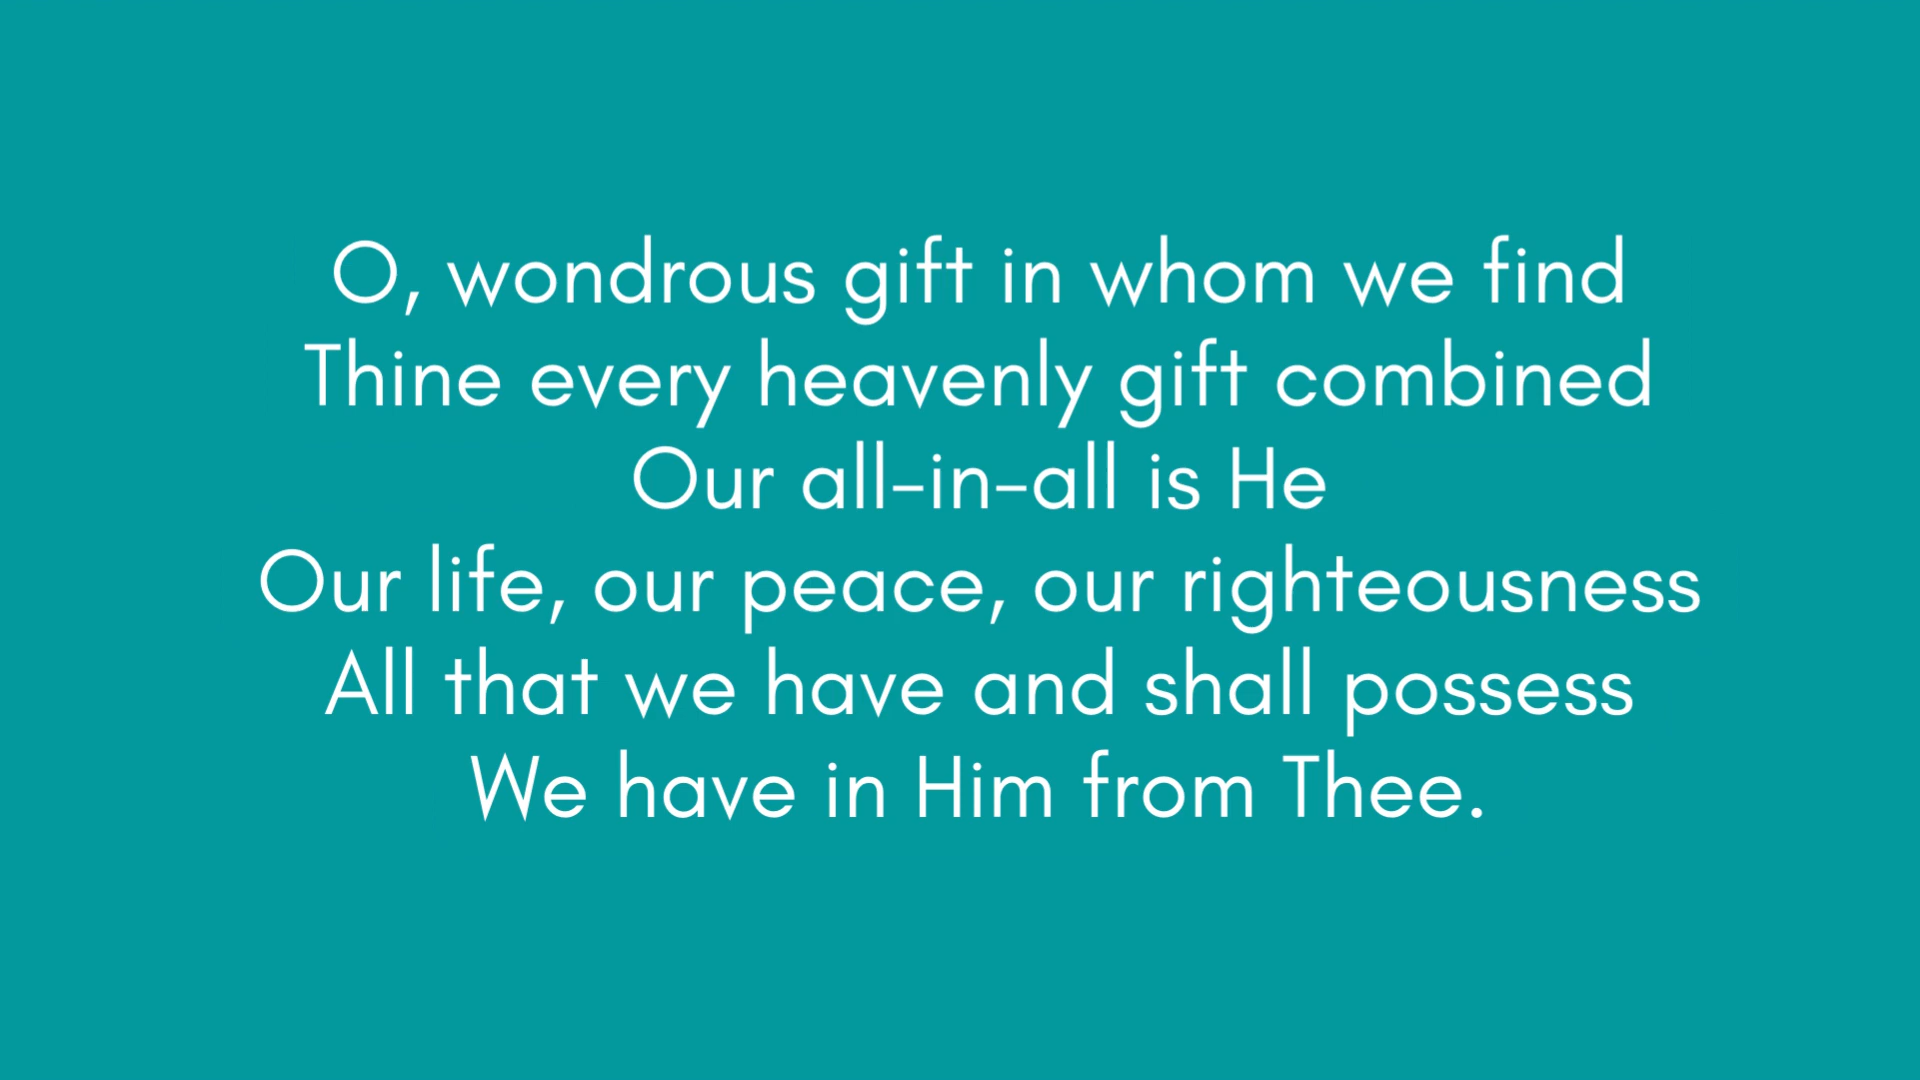 O, wondrous gift in whom we find
Thine every heavenly gift combined
Our all-in-all is He
Our life, our peace, our righteousness
All that we have and shall possess
We have in Him from Thee.